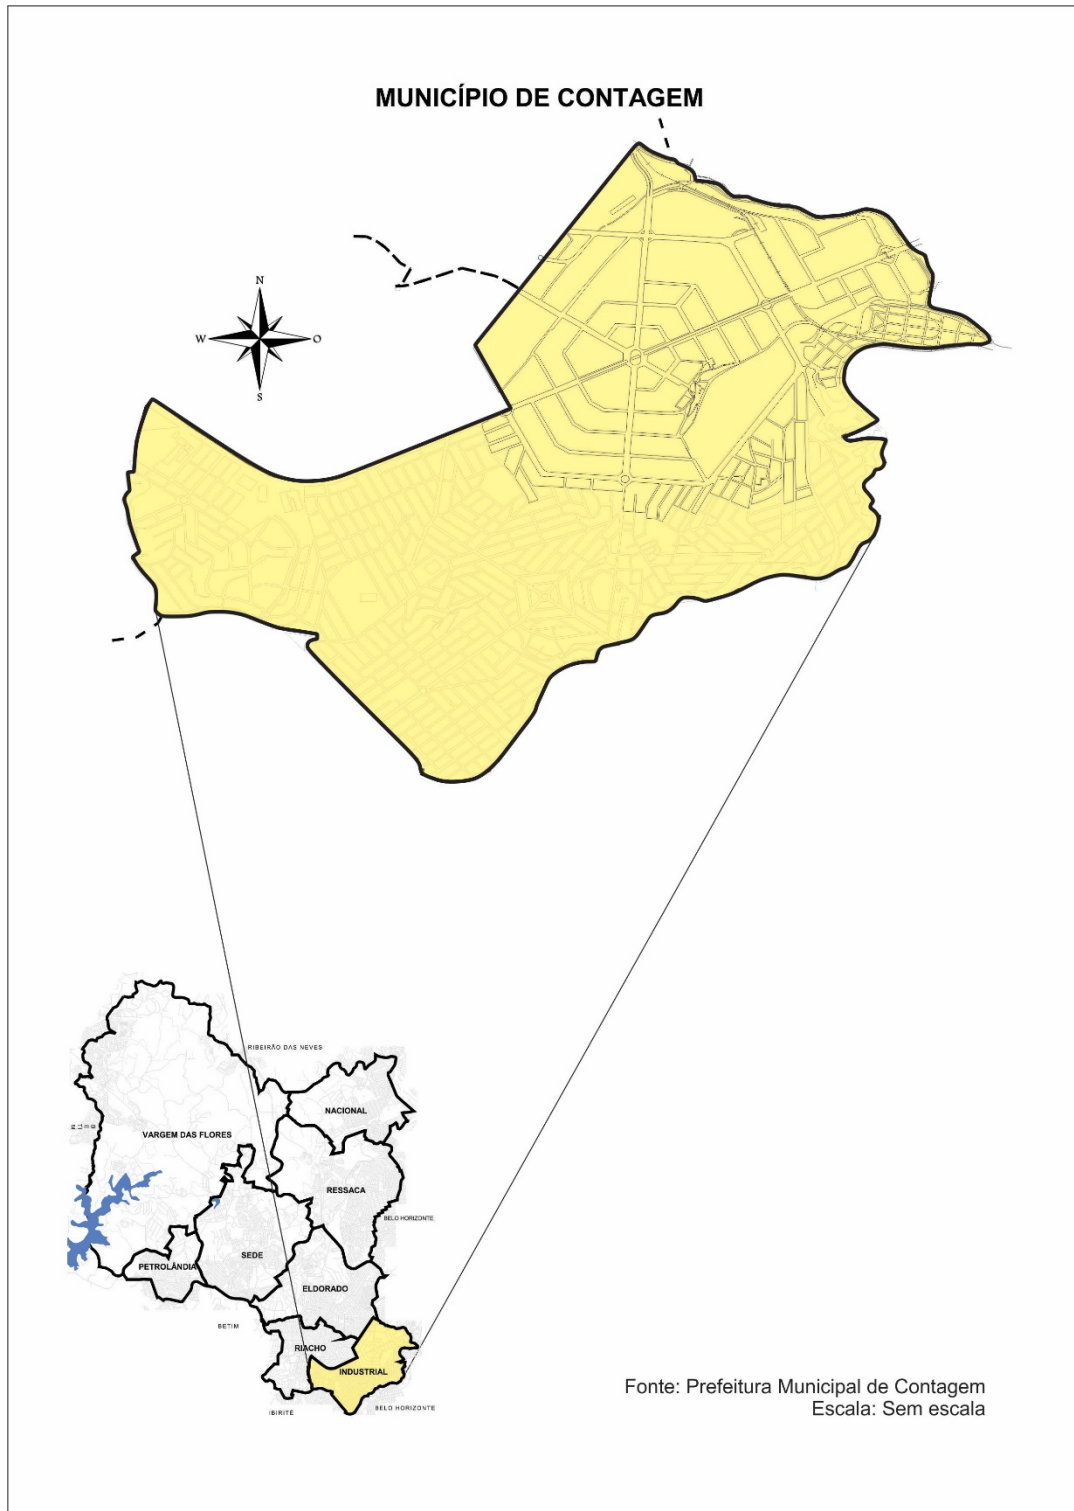 MUNICÍPIO DE CONTAGEM
N
W O
S
RIBEIRÃO DAS NEVES
NACIONAL
VARGEM DAS FLORES
RESSACA
BELO HORIZONTE
SEDE
PETROLÂNDIA
ELDORADO
BETIM
RIACHO
INDUSTRIAL
IBIRITÉ
BELO HORIZONTE
Fonte: Prefeitura Municipal de Contagem
Escala: Sem escala